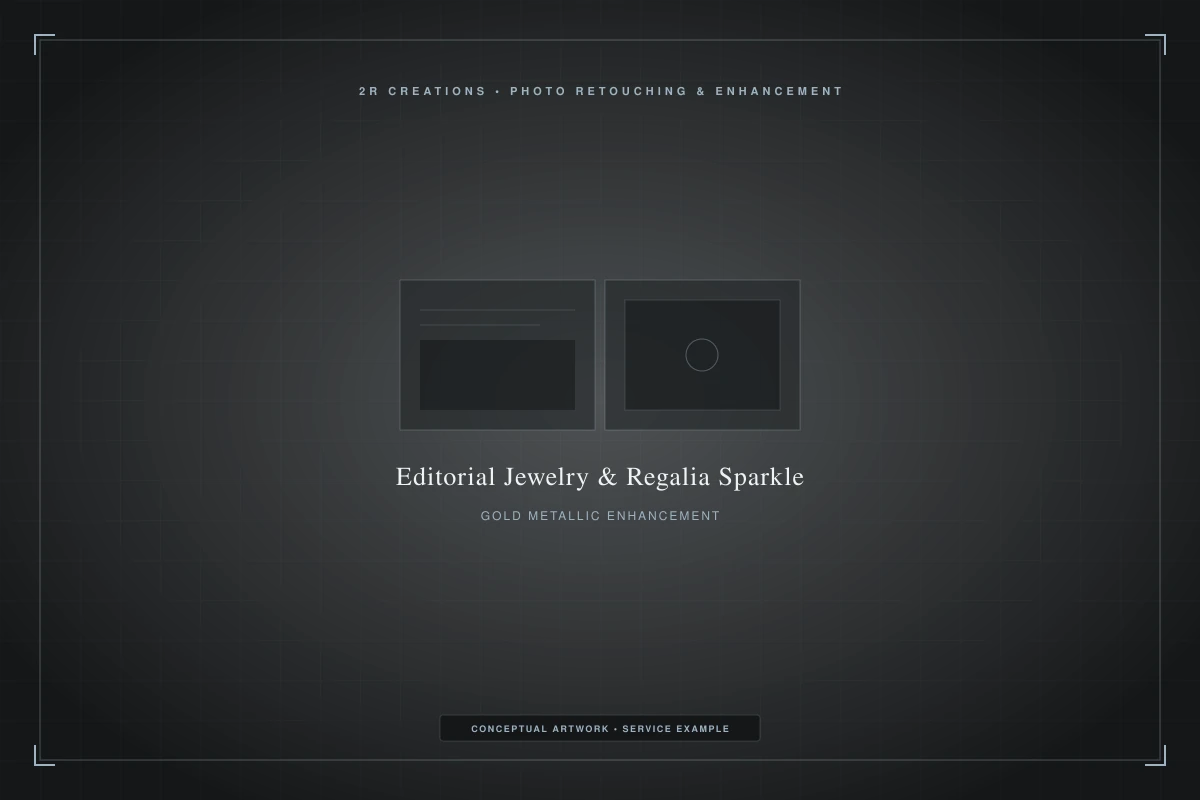 2R CREATIONS • PHOTO RETOUCHING & ENHANCEMENT
Editorial Jewelry & Regalia Sparkle
GOLD METALLIC ENHANCEMENT
CONCEPTUAL ARTWORK • SERVICE EXAMPLE